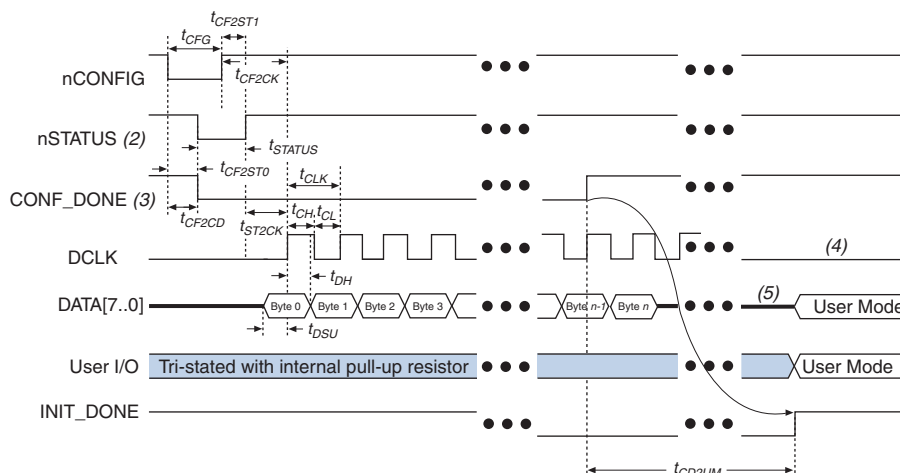 tCF2ST1
tCFG
nCONFIG
tCF2CK
nSTATUS (2)
tSTATUS
tCF2ST0
tCLK
CONF_DONE (3)
tCF2CD
tST2CK
tCH
tCL
DCLK
(4)
tDH
DATA[7..0]
Byte 0
Byte 1
Byte 2
Byte 3
Byte n-1
Byte n
(5)
User Mode
tDSU
User I/O
Tri-stated with internal pull-up resistor
User Mode
INIT_DONE
tCD2UM